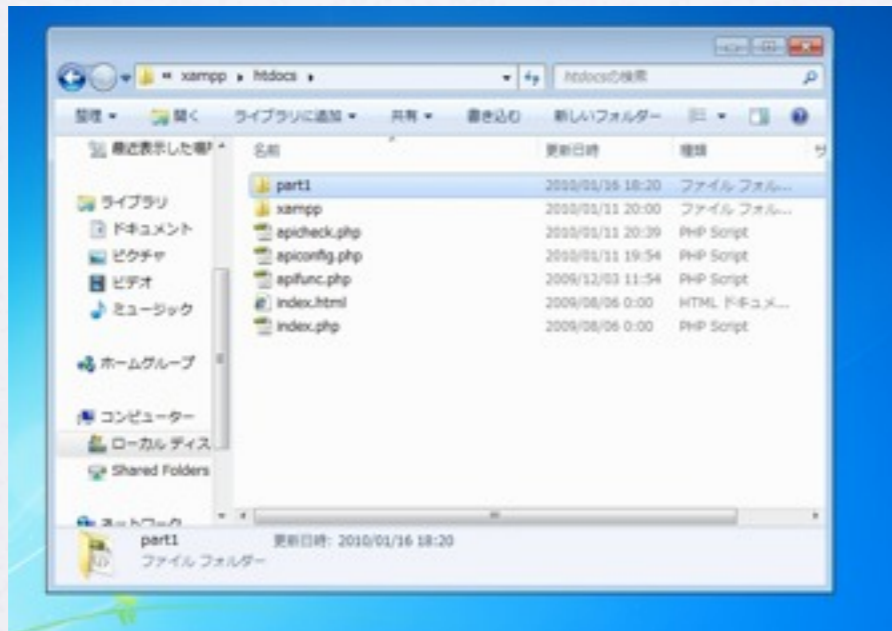 « xampp ▸ htdocs ▸ htdocsの検索
整理 ▼ 開く ライブラリに追加 ▼ 共有 ▼ 書き込む 新しいフォルダー
最近表示した場 名前 更新日時 種類 サ
part1 2010/01/16 18:20 ファイル フォル...
ライブラリ xampp 2010/01/11 20:00 ファイル フォル...
ドキュメント apicheck.php 2010/01/11 20:39 PHP Script
ピクチャ apiconfig.php 2010/01/11 19:54 PHP Script
ビデオ apifunc.php 2009/12/03 11:54 PHP Script
ミュージック index.html 2009/08/06 0:00 HTML ドキュメ...
index.php 2009/08/06 0:00 PHP Script
ホームグループ
コンピューター
ローカル ディス
Shared Folders
ネットワーク
part1 更新日時: 2010/01/16 18:20
ファイル フォルダー